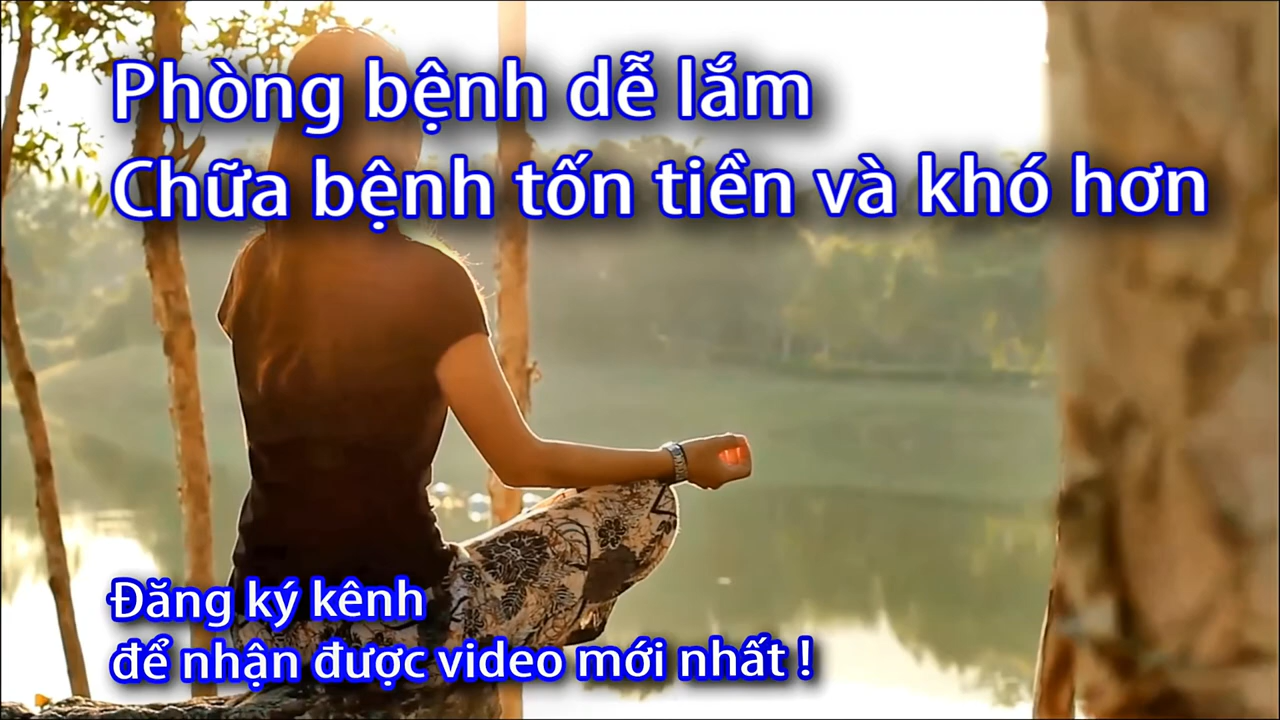 Phòng bệnh dễ lắm
Chữa bệnh tốn tiền và khó hơn
Đăng ký kênh
để nhận được video mới nhất !